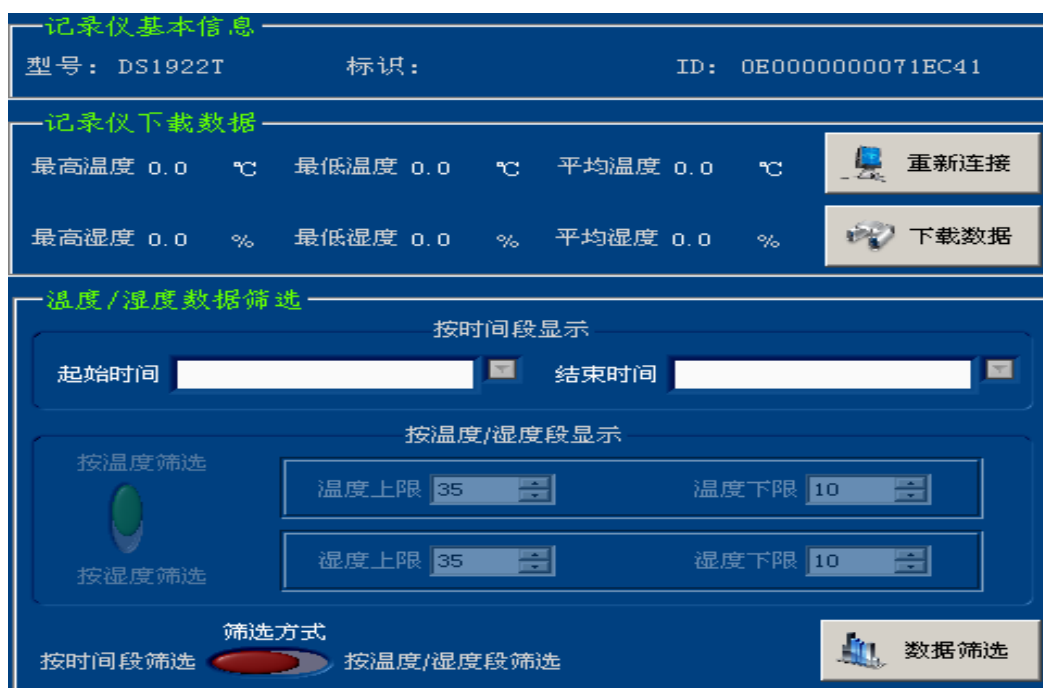 记录仪基本信息
型号: DS1922T 标识: ID: 0E0000000071EC41
记录仪下载数据
最高温度 0.0 ℃ 最低温度 0.0 ℃ 平均温度 0.0 ℃ 重新连接
最高湿度 0.0 % 最低湿度 0.0 % 平均湿度 0.0 % 下载数据
温度/湿度数据筛选
按时间段显示
起始时间 结束时间
按温度/湿度段显示
按温度筛选
温度上限 35 温度下限 10
湿度上限 35 湿度下限 10
按湿度筛选
筛选方式
按时间段筛选 按温度/湿度段筛选 数据筛选